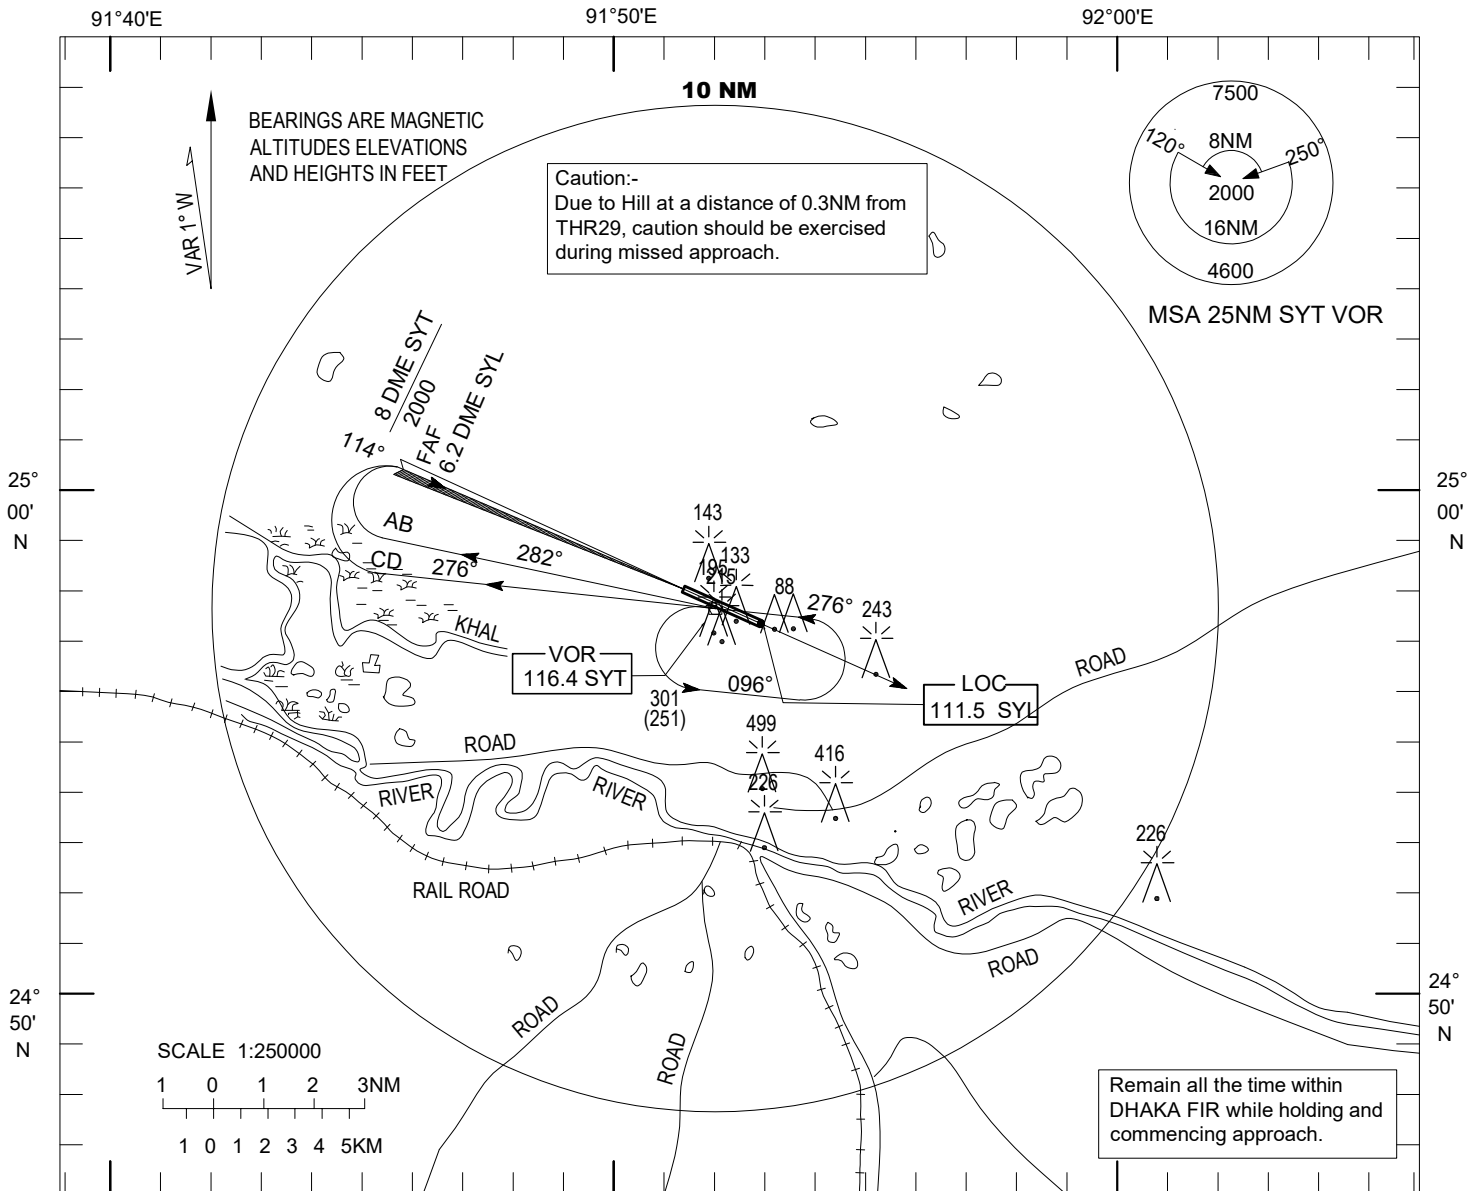 91°40'E
91°50'E
92°00'E
10 NM
BEARINGS ARE MAGNETIC
ALTITUDES ELEVATIONS
AND HEIGHTS IN FEET
VAR 1° W
Caution:-
Due to Hill at a distance of 0.3NM from
THR29, caution should be exercised
during missed approach.
7500
120°
8NM
250°
2000
16NM
4600
MSA 25NM SYT VOR
8 DME SYT
2000
FAF
6.2 DME SYL
114°
25°
00'
N
25°
00'
N
AB
282°
CD
276°
143
133
195
215
88
276°
243
KHAL
VOR
116.4 SYT
096°
301
(251)
LOC
111.5 SYL
ROAD
499
416
226
ROAD
RIVER
RIVER
226
RAIL ROAD
RIVER
ROAD
24°
50'
N
24°
50'
N
ROAD
ROAD
SCALE 1:250000
1 0 1 2 3NM
1 0 1 2 3 4 5KM
Remain all the time within
DHAKA FIR while holding and
commencing approach.